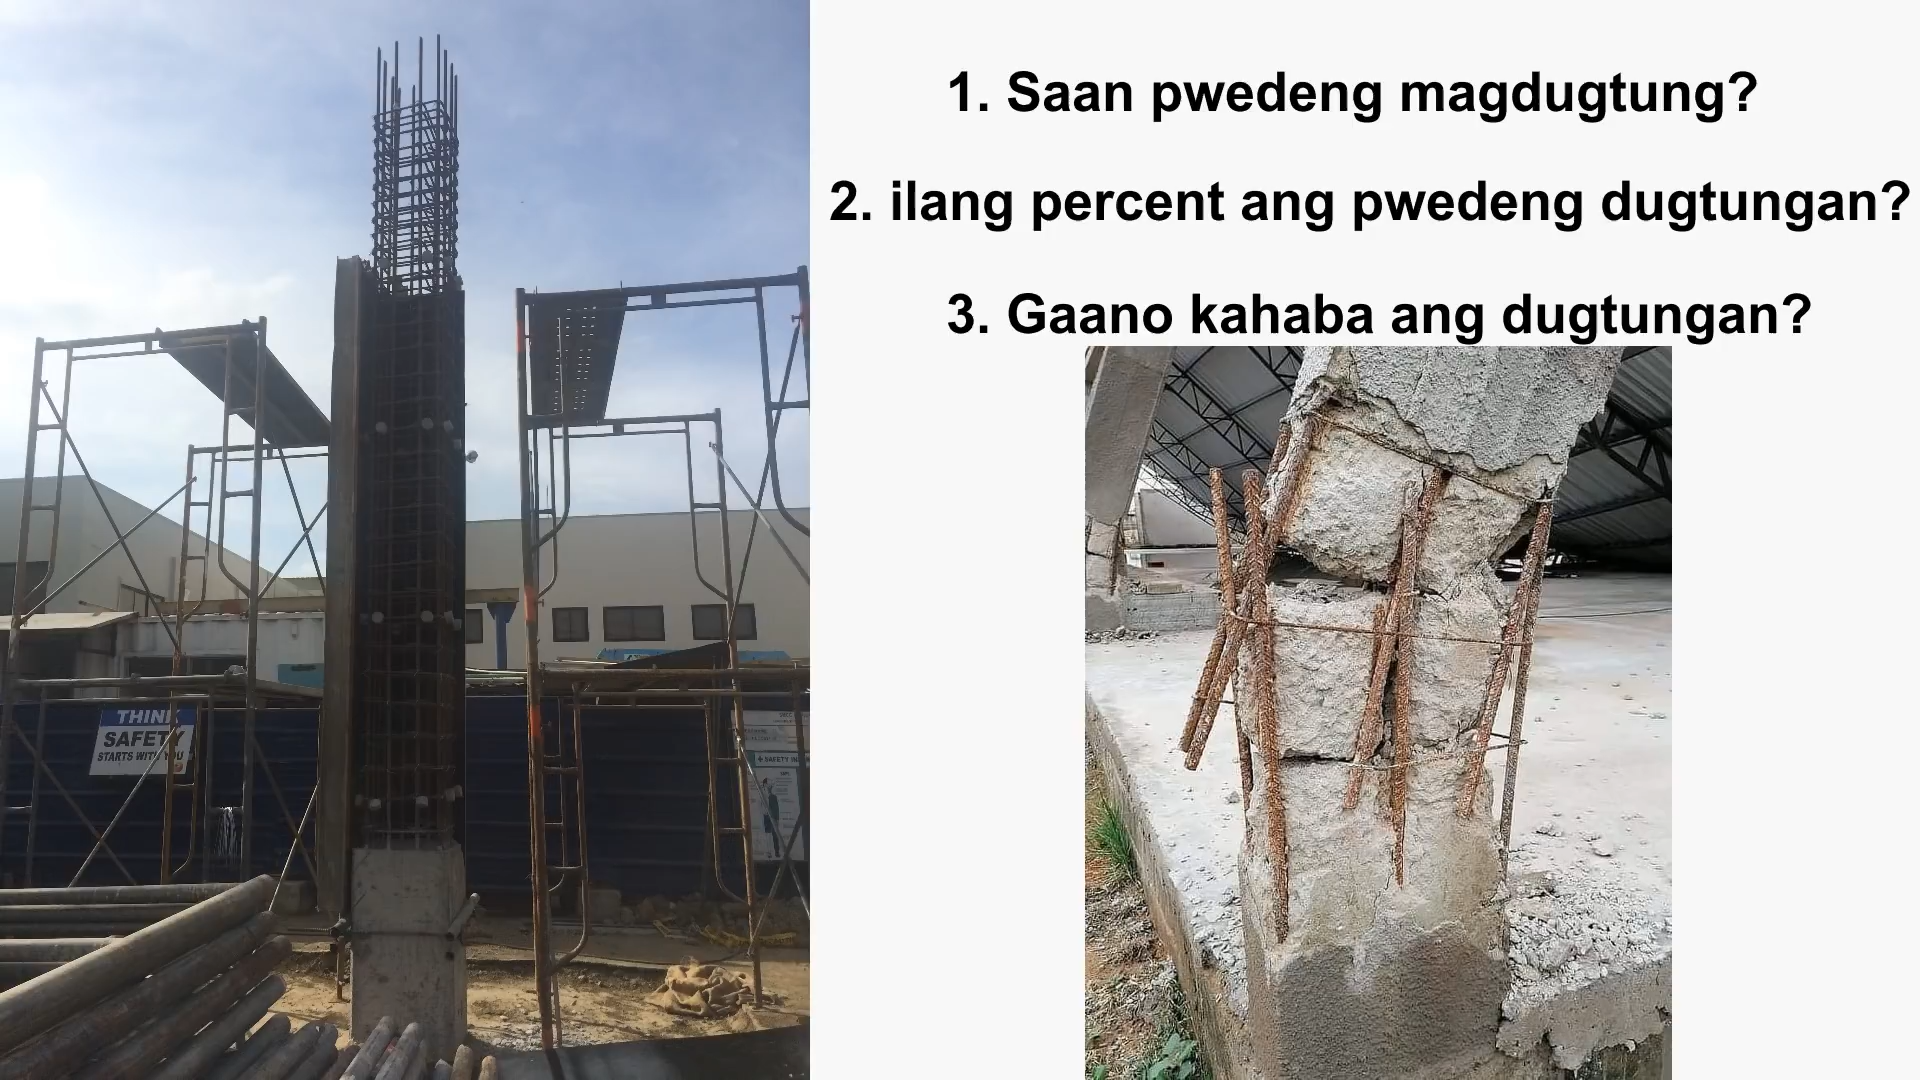 1. Saan pwedeng magdugtung?
2. ilang percent ang pwedeng dugtungan?
3. Gaano kahaba ang dugtungan?
THINK
SAFETY
STARTS WITH YOU